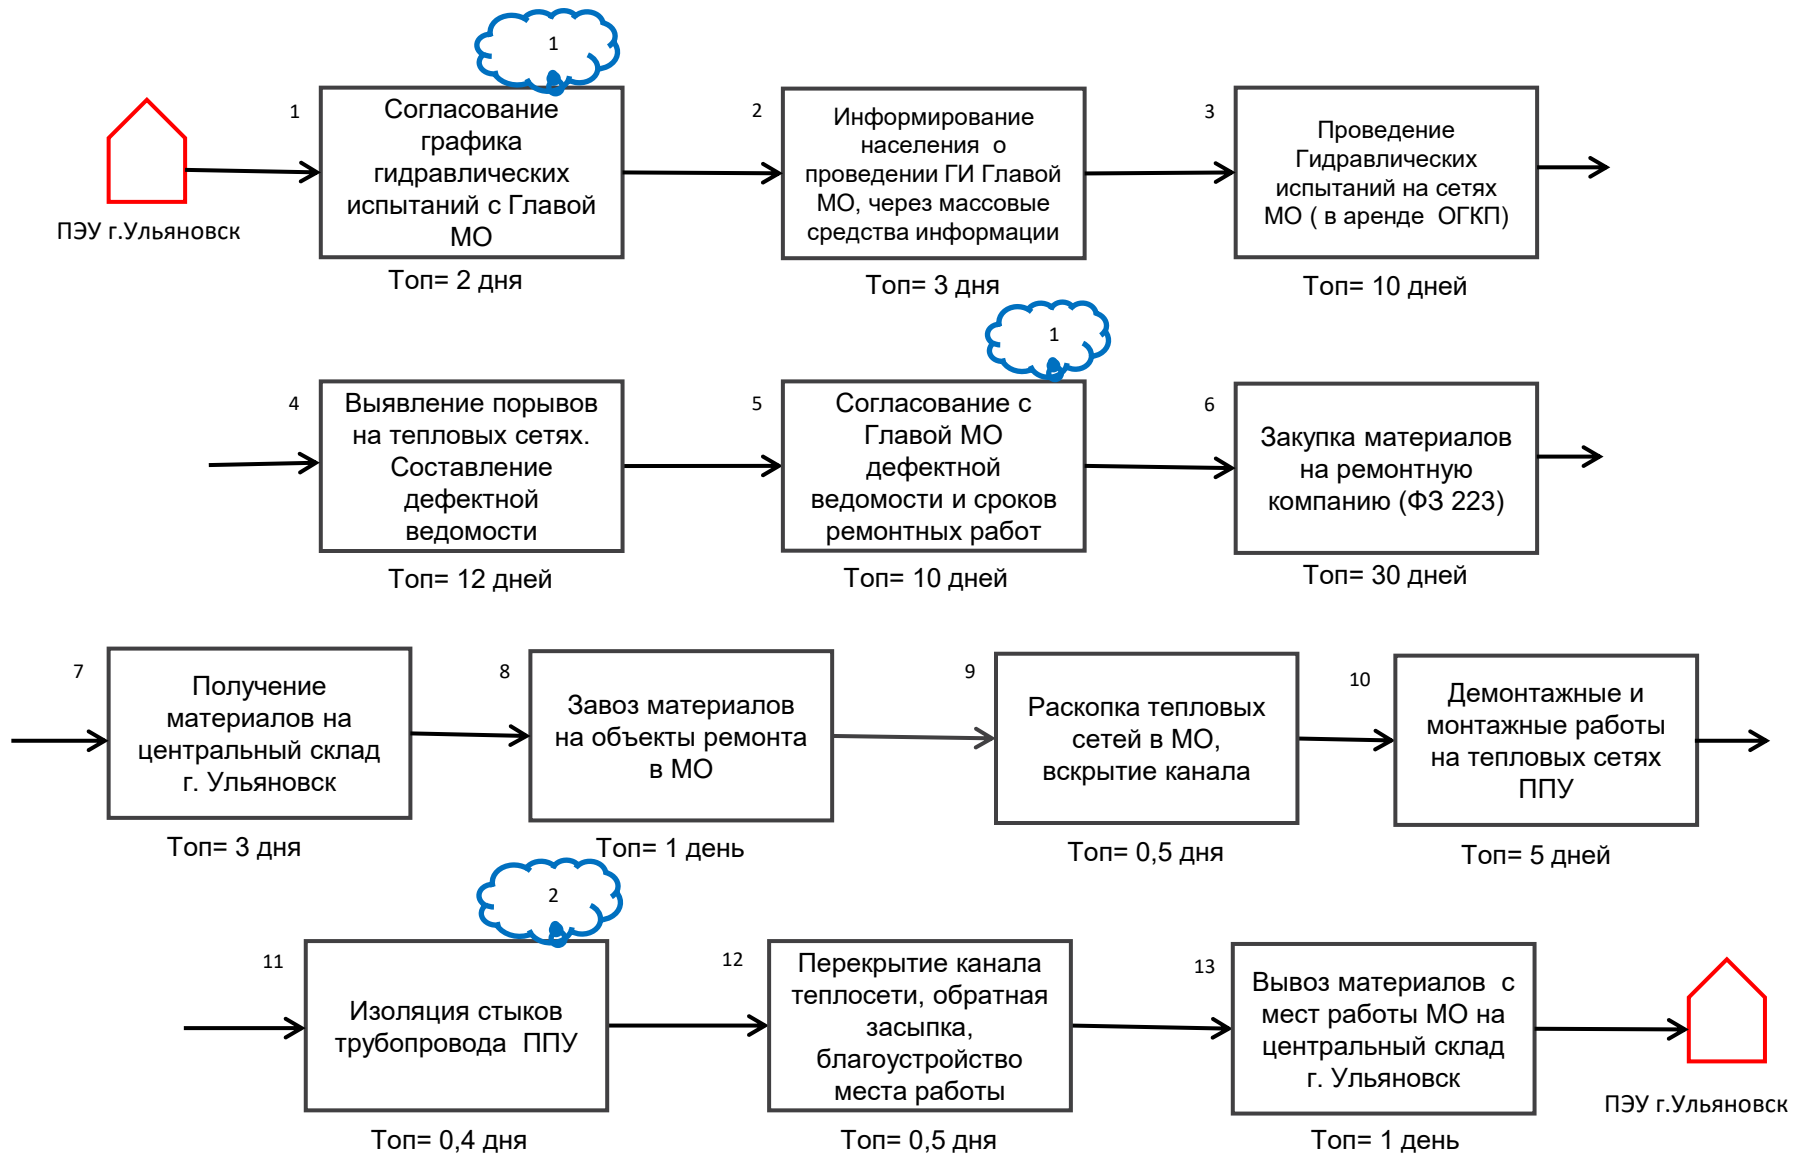 1
1
Согласование
графика
гидравлических
испытаний с Главой
МО
Топ= 2 дня
ПЭУ г.Ульяновск
2
Информирование
населения о
проведении ГИ Главой
МО, через массовые
средства информации
Топ= 3 дня
3
Проведение
Гидравлических
испытаний на сетях
МО ( в аренде ОГКП)
Топ= 10 дней
4
Выявление порывов
на тепловых сетях.
Составление
дефектной
ведомости
Топ= 12 дней
1
5
Согласование с
Главой МО
дефектной
ведомости и сроков
ремонтных работ
Топ= 10 дней
6
Закупка материалов
на ремонтную
компанию (ФЗ 223)
Топ= 30 дней
7
Получение
материалов на
центральный склад
г. Ульяновск
Топ= 3 дня
8
Завоз материалов
на объекты ремонта
в МО
Топ= 1 день
9
Раскопка тепловых
сетей в МО,
вскрытие канала
Топ= 0,5 дня
10
Демонтажные и
монтажные работы
на тепловых сетях
ППУ
Топ= 5 дней
2
11
Изоляция стыков
трубопровода ППУ
Топ= 0,4 дня
12
Перекрытие канала
теплосети, обратная
засыпка,
благоустройство
места работы
Топ= 0,5 дня
13
Вывоз материалов с
мест работы МО на
центральный склад
г. Ульяновск
Топ= 1 день
ПЭУ г.Ульяновск